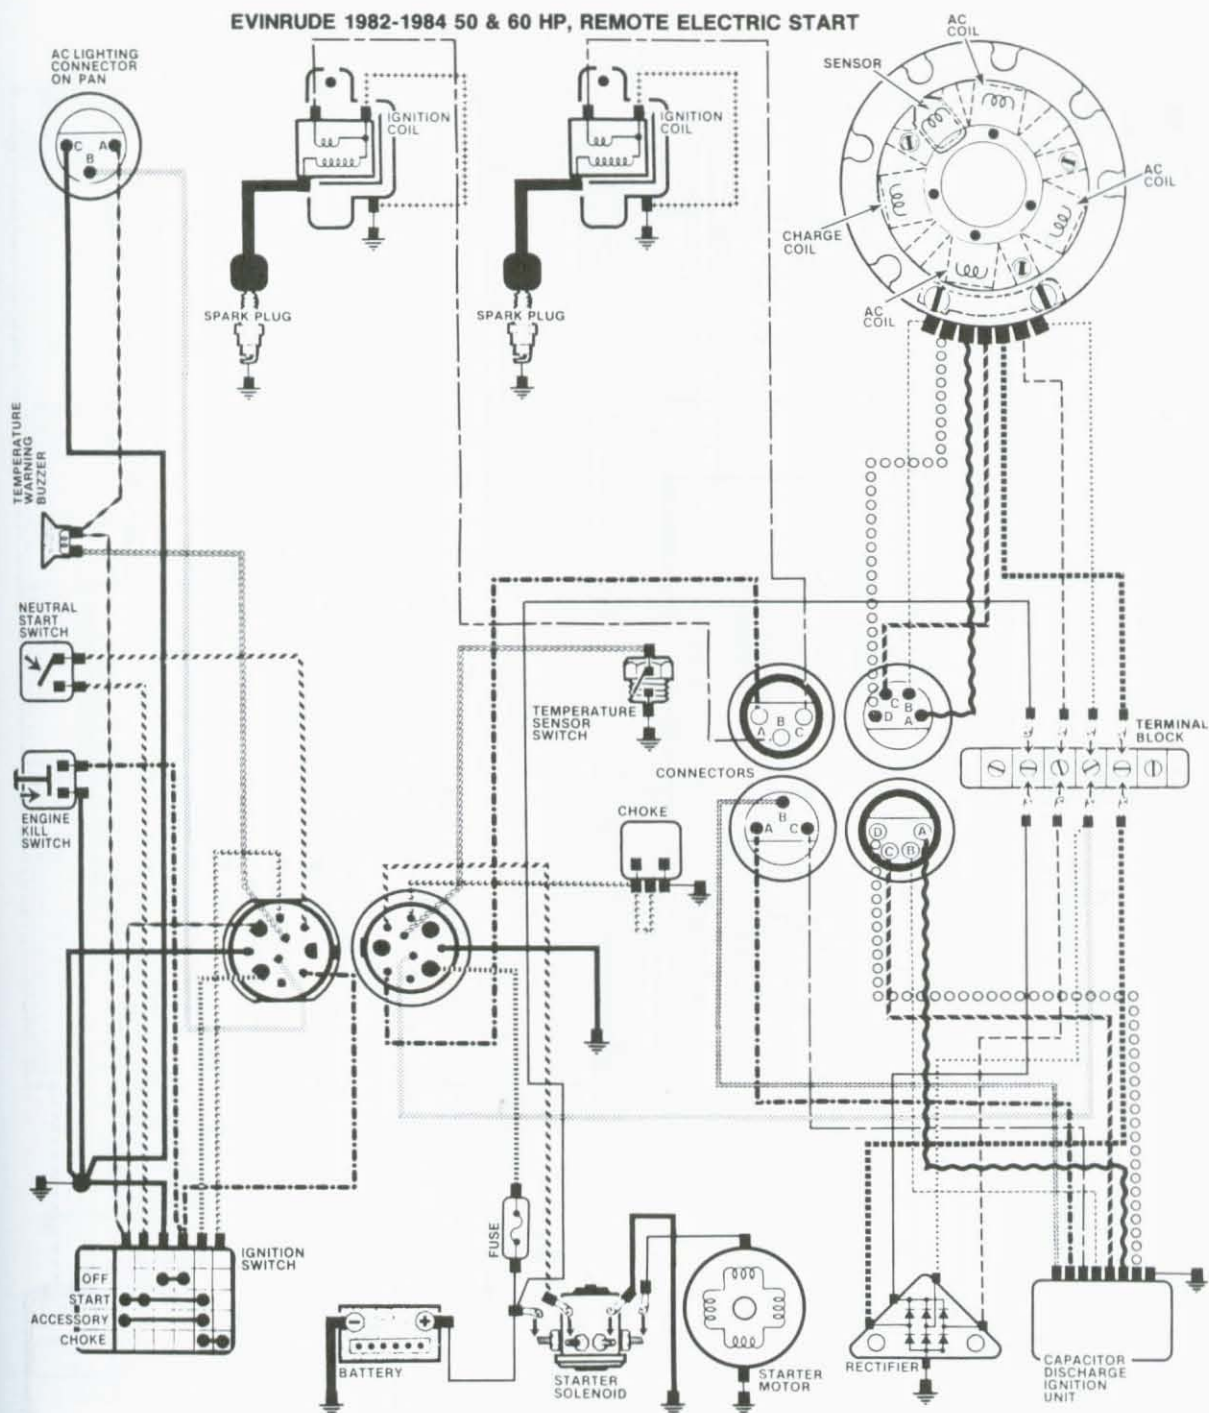 EVINRUDE 1982-1984 50 & 60 HP, REMOTE ELECTRIC START
AC LIGHTING
CONNECTOR
ON PAN
C
A
B
IGNITION
COIL
IGNITION
COIL
SPARK PLUG
SPARK PLUG
AC
COIL
SENSOR
AC
COIL
CHARGE
COIL
AC
COIL
TEMPERATURE
WARNING
BUZZER
NEUTRAL
START
SWITCH
ENGINE
KILL
SWITCH
TEMPERATURE
SENSOR
SWITCH
A
B
C
D
C
B
A
TERMINAL
BLOCK
CONNECTORS
CHOKE
B
A
C
D
C
B
A
IGNITION
SWITCH
OFF
START
ACCESSORY
CHOKE
FUSE
−
+
BATTERY
STARTER
SOLENOID
STARTER
MOTOR
RECTIFIER
CAPACITOR
DISCHARGE
IGNITION
UNIT